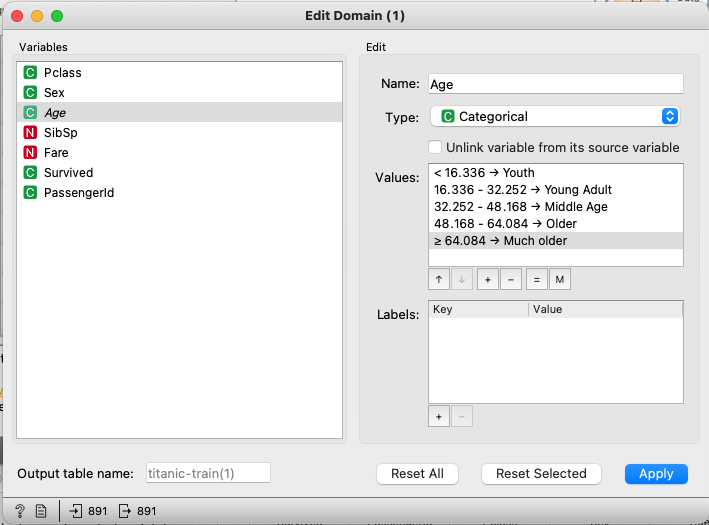 Edit Domain (1)
Variables
C Pclass
C Sex
C Age
N SibSp
N Fare
C Survived
C PassengerId
Edit
Name: Age
Type: C Categorical
Unlink variable from its source variable
Values:
< 16.336 → Youth
16.336 - 32.252 → Young Adult
32.252 - 48.168 → Middle Age
48.168 - 64.084 → Older
≥ 64.084 → Much older
↑ ↓ + − = M
Labels:
Key Value
+ −
Output table name: titanic-train(1)
Reset All Reset Selected Apply
? 891 891